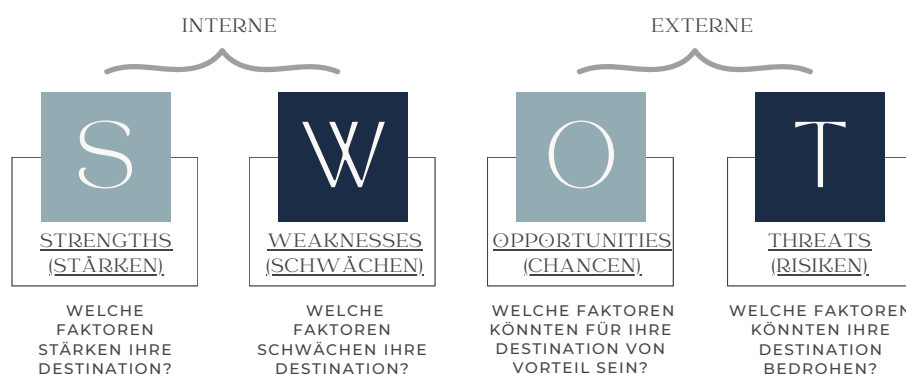 INTERNE
EXTERNE
S
W
O
T
STRENGTHS
(STÄRKEN)
WEAKNESSES
(SCHWÄCHEN)
OPPORTUNITIES
(CHANCEN)
THREATS
(RISIKEN)
WELCHE
FAKTOREN
STÄRKEN IHRE
DESTINATION?
WELCHE
FAKTOREN
SCHWÄCHEN IHRE
DESTINATION?
WELCHE FAKTOREN
KÖNNTEN FÜR IHRE
DESTINATION VON
VORTEIL SEIN?
WELCHE FAKTOREN
KÖNNTEN IHRE
DESTINATION
BEDROHEN?